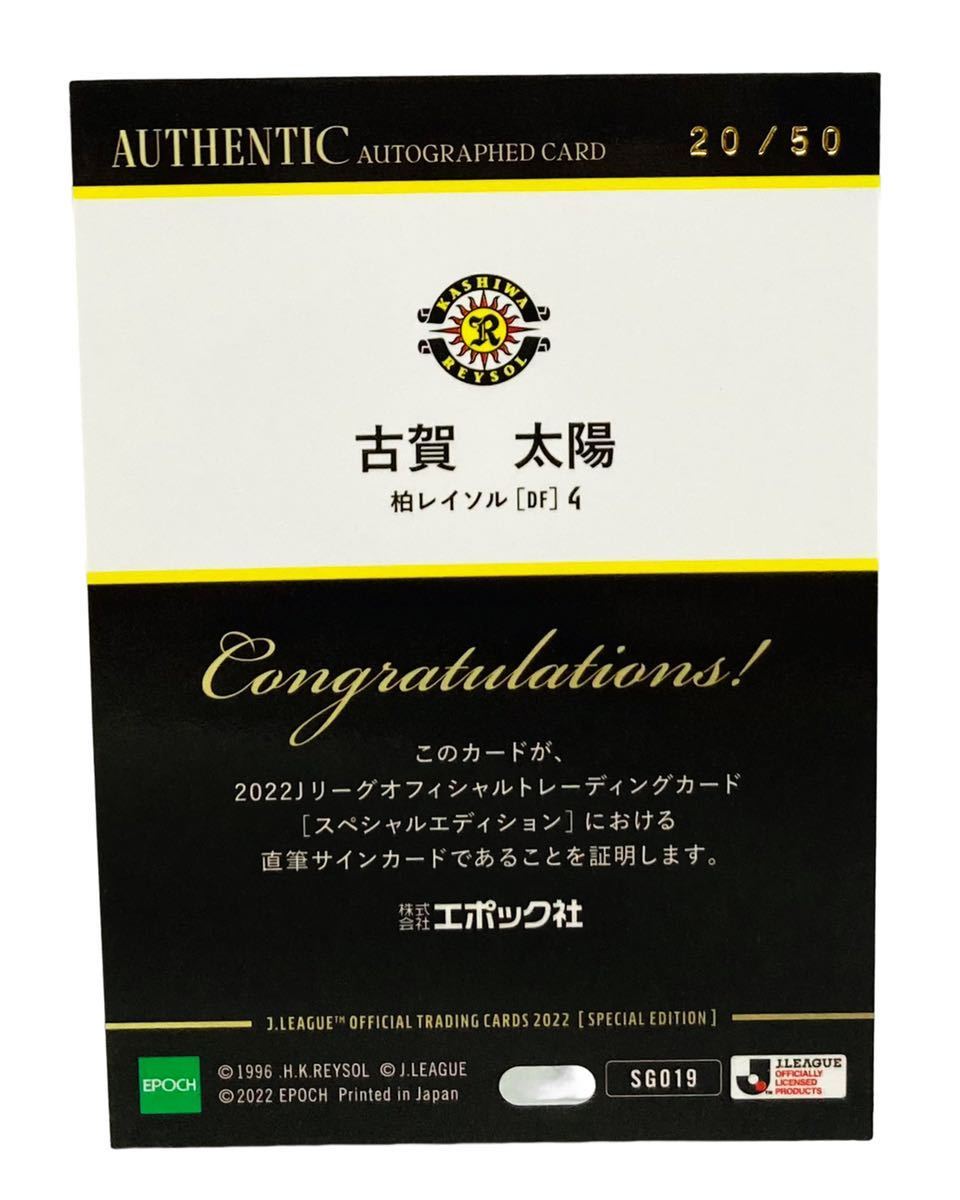 AUTHENTIC AUTOGRAPHED CARD 20/50
KASHIWA
R
REYSOL
古賀 太陽
柏レイソル[DF]4
Congratulations!
このカードが、
2022Jリーグオフィシャルトレーディングカード
[スペシャルエディション]における
直筆サインカードであることを証明します。
株式会社エポック社
J.LEAGUE™ OFFICIAL TRADING CARDS 2022 [SPECIAL EDITION]
EPOCH
©1996 .H.K.REYSOL ©J.LEAGUE
©2022 EPOCH Printed in Japan
SG019
J.LEAGUE
OFFICIALLY
LICENSED
PRODUCTS